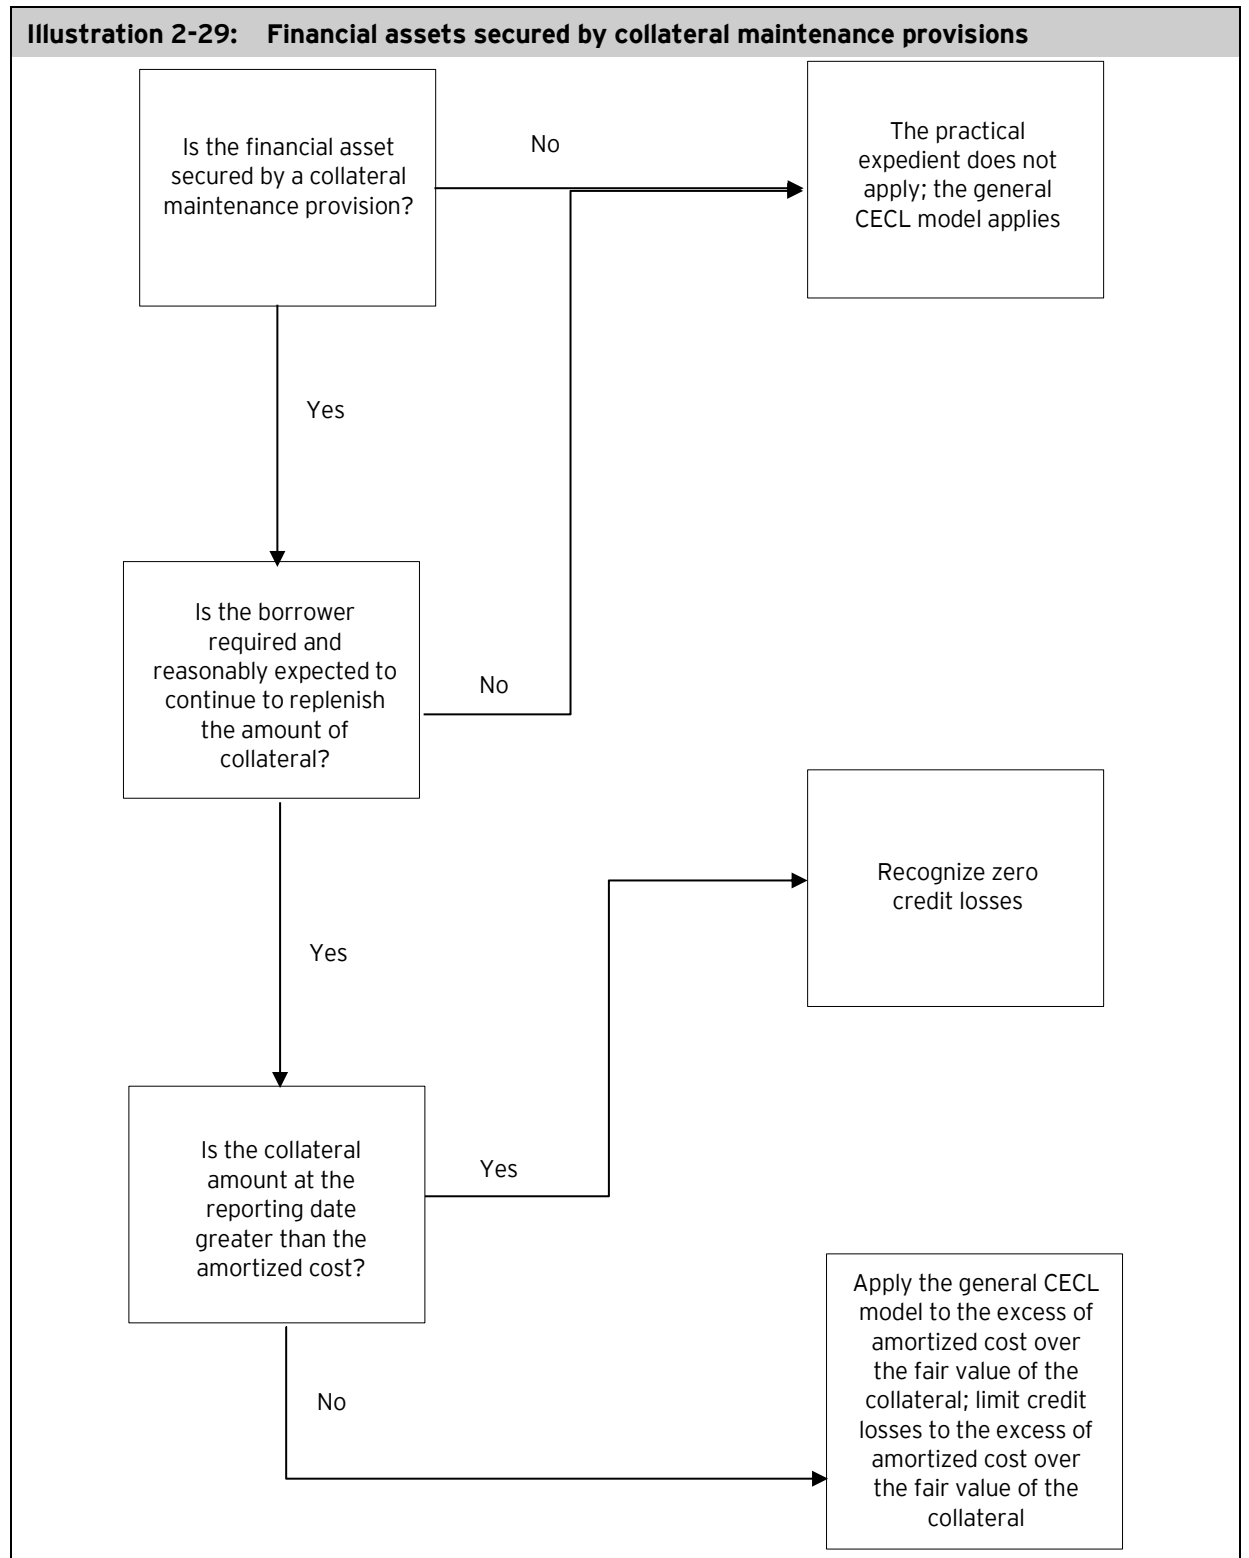 Illustration 2-29: Financial assets secured by collateral maintenance provisions
Is the financial asset
secured by a collateral
maintenance provision?
No
The practical
expedient does not
apply; the general
CECL model applies
Yes
Is the borrower
required and
reasonably expected to
continue to replenish
the amount of
collateral?
No
Yes
Recognize zero
credit losses
Is the collateral
amount at the
reporting date
greater than the
amortized cost?
Yes
No
Apply the general CECL
model to the excess of
amortized cost over
the fair value of the
collateral; limit credit
losses to the excess of
amortized cost over
the fair value of the
collateral